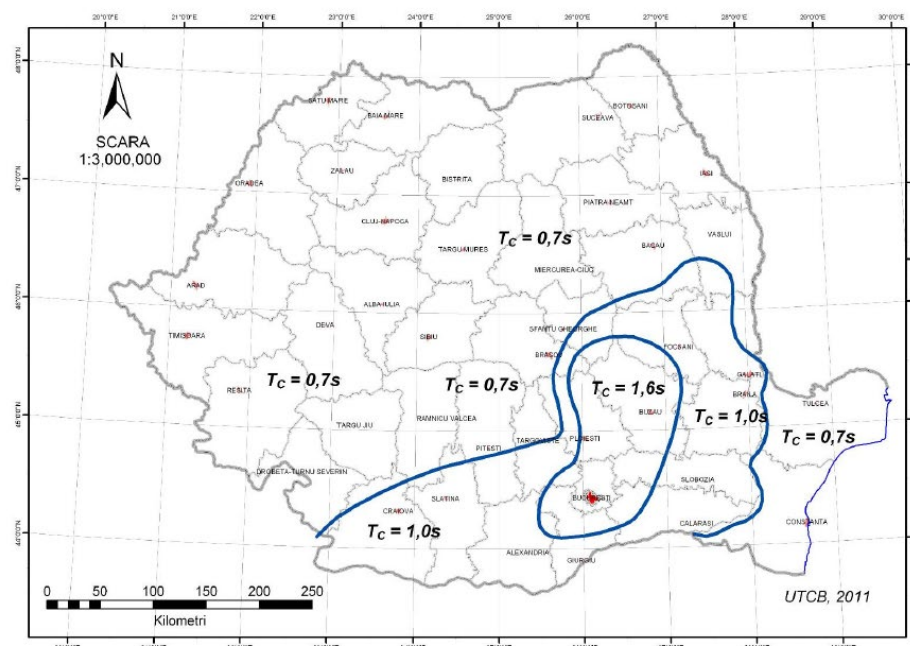 20°0'0"E 21°0'0"E 22°0'0"E 23°0'0"E 24°0'0"E 25°0'0"E 26°0'0"E 27°0'0"E 28°0'0"E 29°0'0"E 30°0'0"E
N
SCARA
1:3,000,000
SATU-MARE
BAIA-MARE
BOTOSANI
SUCEAVA
ZALAU
ORADEA
BISTRITA
IASI
PIATRA-NEAMT
CLUJ-NAPOCA
TARGU-MURES
T_C = 0,7s
BACAU
VASLUI
MIERCUREA-CIUC
ARAD
ALBA-IULIA
DEVA
SIBIU
SFANTU GHEORGHE
TIMISOARA
BRASOV
FOCSANI
GALATI
RESITA
T_C = 0,7s
T_C = 0,7s
T_C = 1,6s
BRAILA
TULCEA
TARGU JIU
RAMNICU VALCEA
BUZAU
T_C = 1,0s
T_C = 0,7s
PITESTI
TARGOVISTE
PLOIESTI
DROBETA-TURNU SEVERIN
SLATINA
BUCURESTI
SLOBOZIA
CRAIOVA
T_C = 1,0s
CALARASI
CONSTANTA
ALEXANDRIA
GIURGIU
0 25 50 100 150 200 250
Kilometri
UTCB, 2011